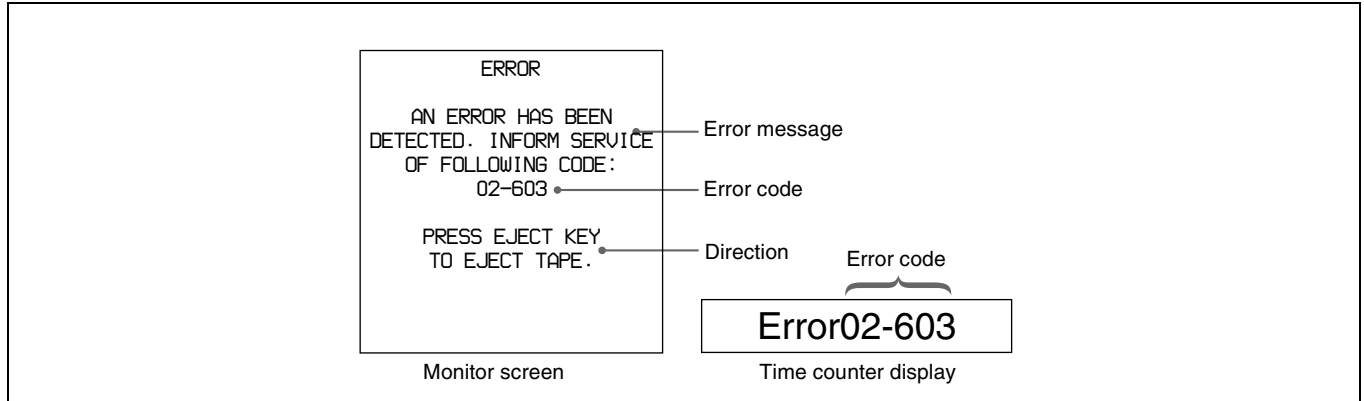 ERROR
AN ERROR HAS BEEN
DETECTED. INFORM SERVICE
OF FOLLOWING CODE:
02-603
PRESS EJECT KEY
TO EJECT TAPE.
Monitor screen
Error message
Error code
Direction
Error code
Error02-603
Time counter display